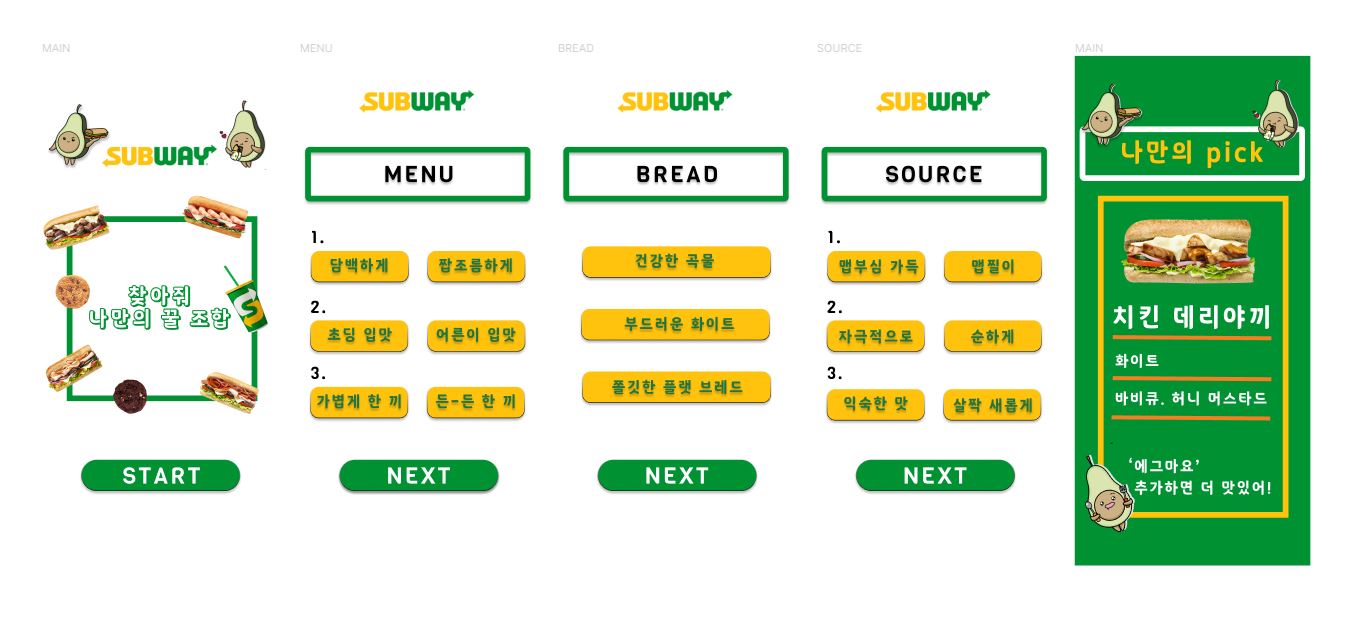 MAIN
SUBWAY
찾아줘
나만의 꿀 조합
START
MENU
SUBWAY
MENU
1.
담백하게 짭조름하게
2.
초딩 입맛 어른이 입맛
3.
가볍게 한 끼 든-든 한 끼
NEXT
BREAD
SUBWAY
BREAD
건강한 곡물
부드러운 화이트
쫄깃한 플랫 브레드
NEXT
SOURCE
SUBWAY
SOURCE
1.
맵부심 가득 맵찔이
2.
자극적으로 순하게
3.
익숙한 맛 살짝 새롭게
NEXT
MAIN
나만의 pick
치킨 데리야끼
화이트
바비큐. 허니 머스타드
‘에그마요’
추가하면 더 맛있어!